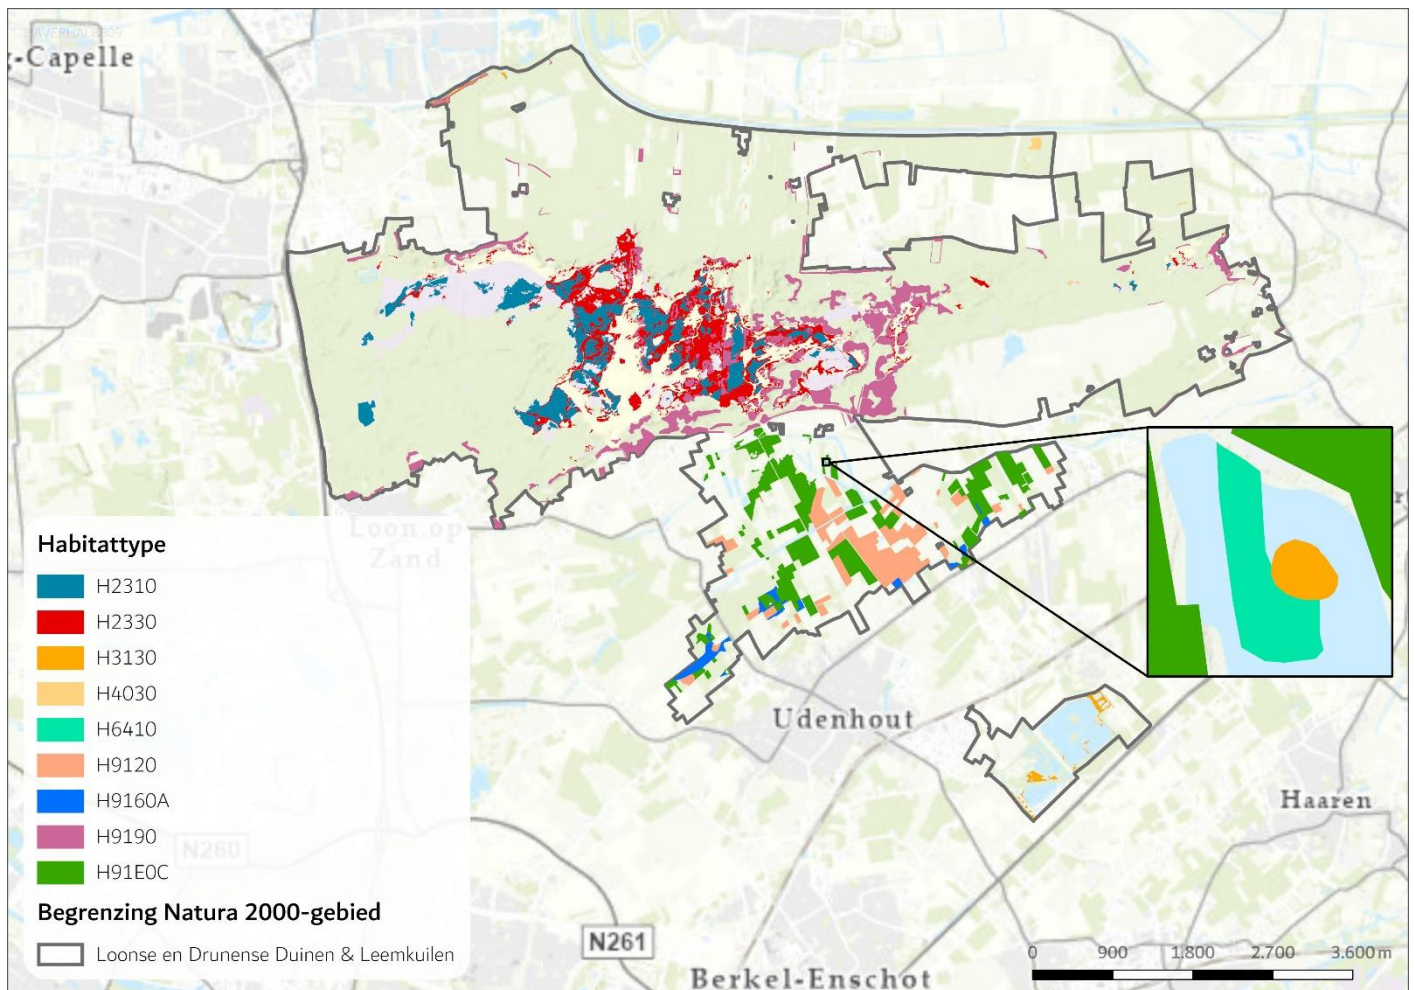 AVERHALB809
g-Capelle
Loon op
Zand
Udenhout
Haaren
N260
N261
Berkel-Enschot
Habitattype
H2310
H2330
H3130
H4030
H6410
H9120
H9160A
H9190
H91E0C
Begrenzing Natura 2000-gebied
Loonse en Drunense Duinen & Leemkuilen
0 900 1.800 2.700 3.600 m